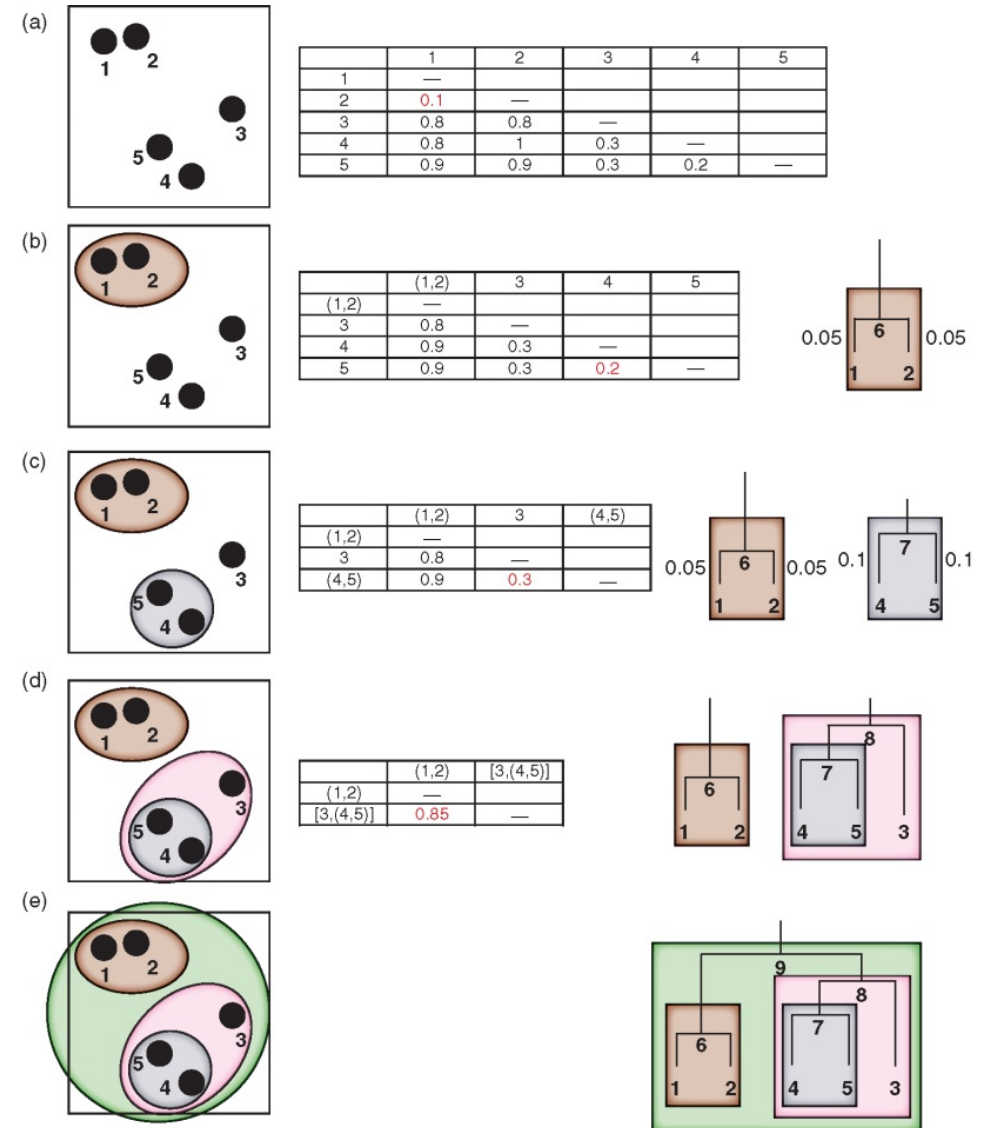 (a)
1 2
3
5
4
1 2 3 4 5
1 —
2 0.1 —
3 0.8 0.8 —
4 0.8 1 0.3 —
5 0.9 0.9 0.3 0.2 —
(b)
1 2
3
5
4
(1,2) 3 4 5
(1,2) —
3 0.8 —
4 0.9 0.3 —
5 0.9 0.3 0.2 —
0.05 6 0.05
1 2
(c)
1 2
3
5
4
(1,2) 3 (4,5)
(1,2) —
3 0.8 —
(4,5) 0.9 0.3 —
0.05 6 0.05
1 2
0.1 7 0.1
4 5
(d)
1 2
3
5
4
(1,2) [3,(4,5)]
(1,2) —
[3,(4,5)] 0.85 —
6
1 2
8
7
4 5 3
(e)
1 2
3
5
4
9
8
7
6
1 2 4 5 3